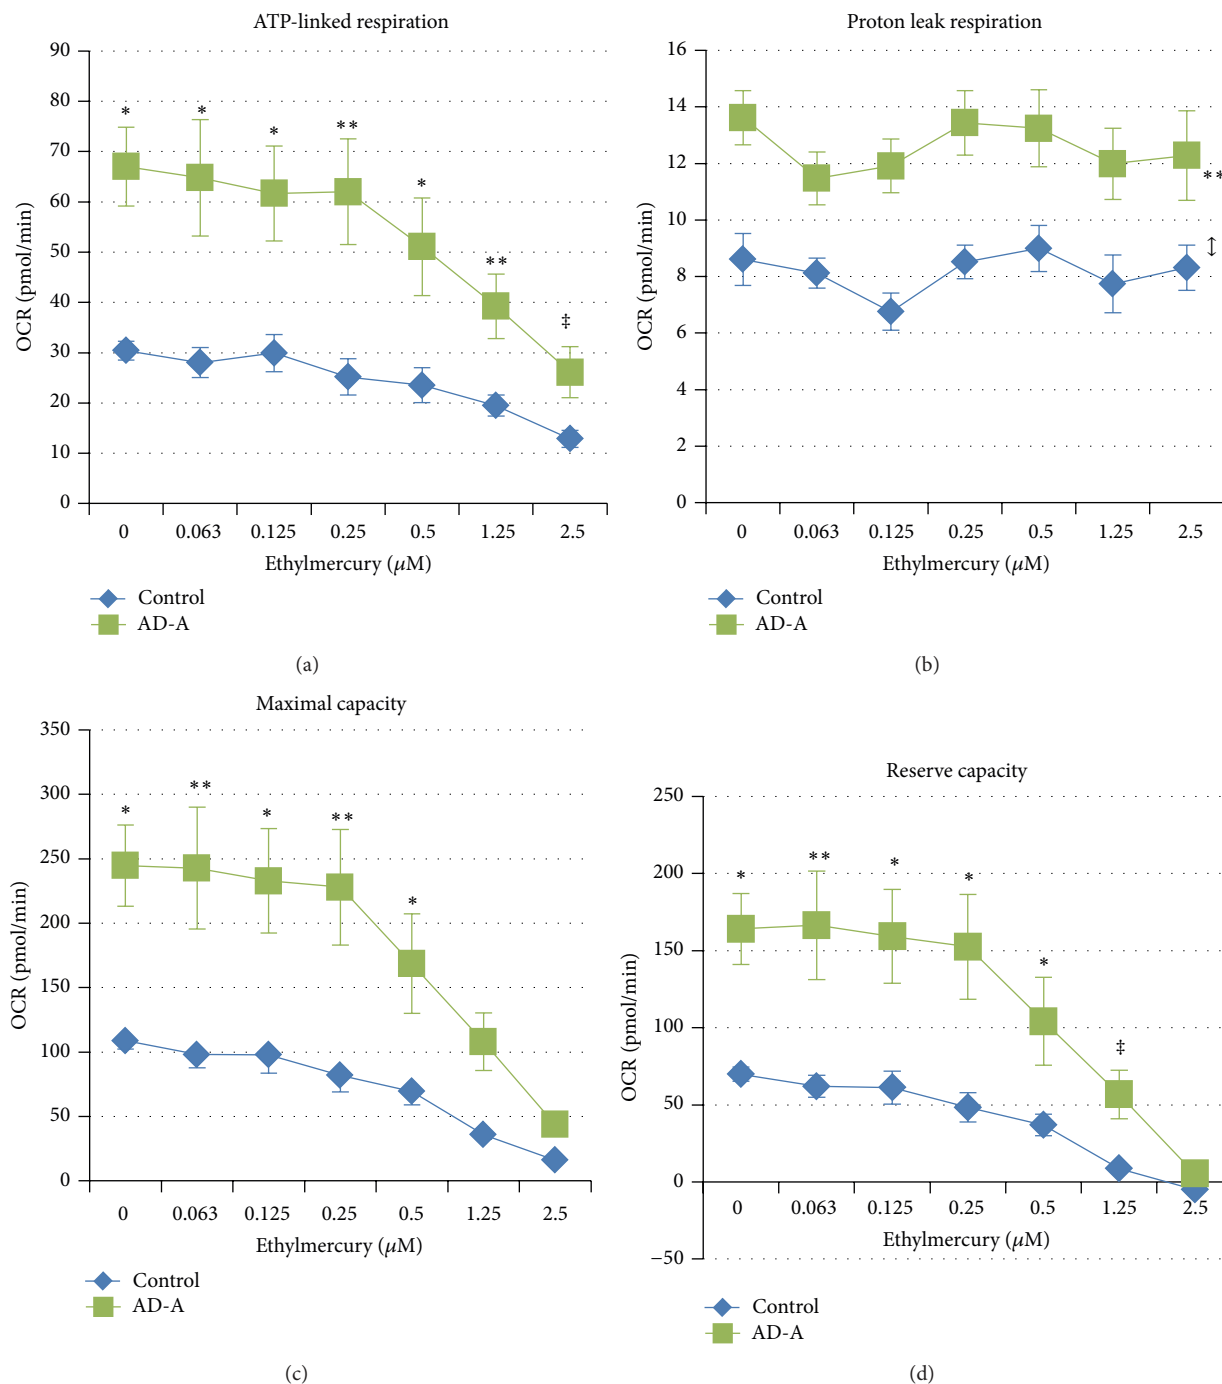 ATP-linked respiration
90
80
70
60
50
40
30
20
10
0
OCR (pmol/min)
* * * ** * ** ‡
0 0.063 0.125 0.25 0.5 1.25 2.5
Ethylmercury (μM)
Control
AD-A
(a)
Proton leak respiration
16
14
12
10
8
6
4
2
0
OCR (pmol/min)
**
↕
0 0.063 0.125 0.25 0.5 1.25 2.5
Ethylmercury (μM)
Control
AD-A
(b)
Maximal capacity
350
300
250
200
150
100
50
0
OCR (pmol/min)
* ** * ** *
0 0.063 0.125 0.25 0.5 1.25 2.5
Ethylmercury (μM)
Control
AD-A
(c)
Reserve capacity
250
200
150
100
50
0
−50
OCR (pmol/min)
* ** * * * ‡
0 0.063 0.125 0.25 0.5 1.25 2.5
Ethylmercury (μM)
Control
AD-A
(d)